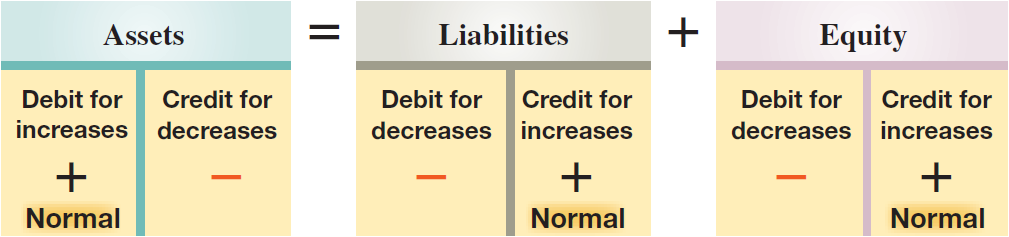 Assets = Liabilities + Equity
Debit for increases
+
Normal
Credit for decreases
−
Debit for decreases
−
Credit for increases
+
Normal
Debit for decreases
−
Credit for increases
+
Normal